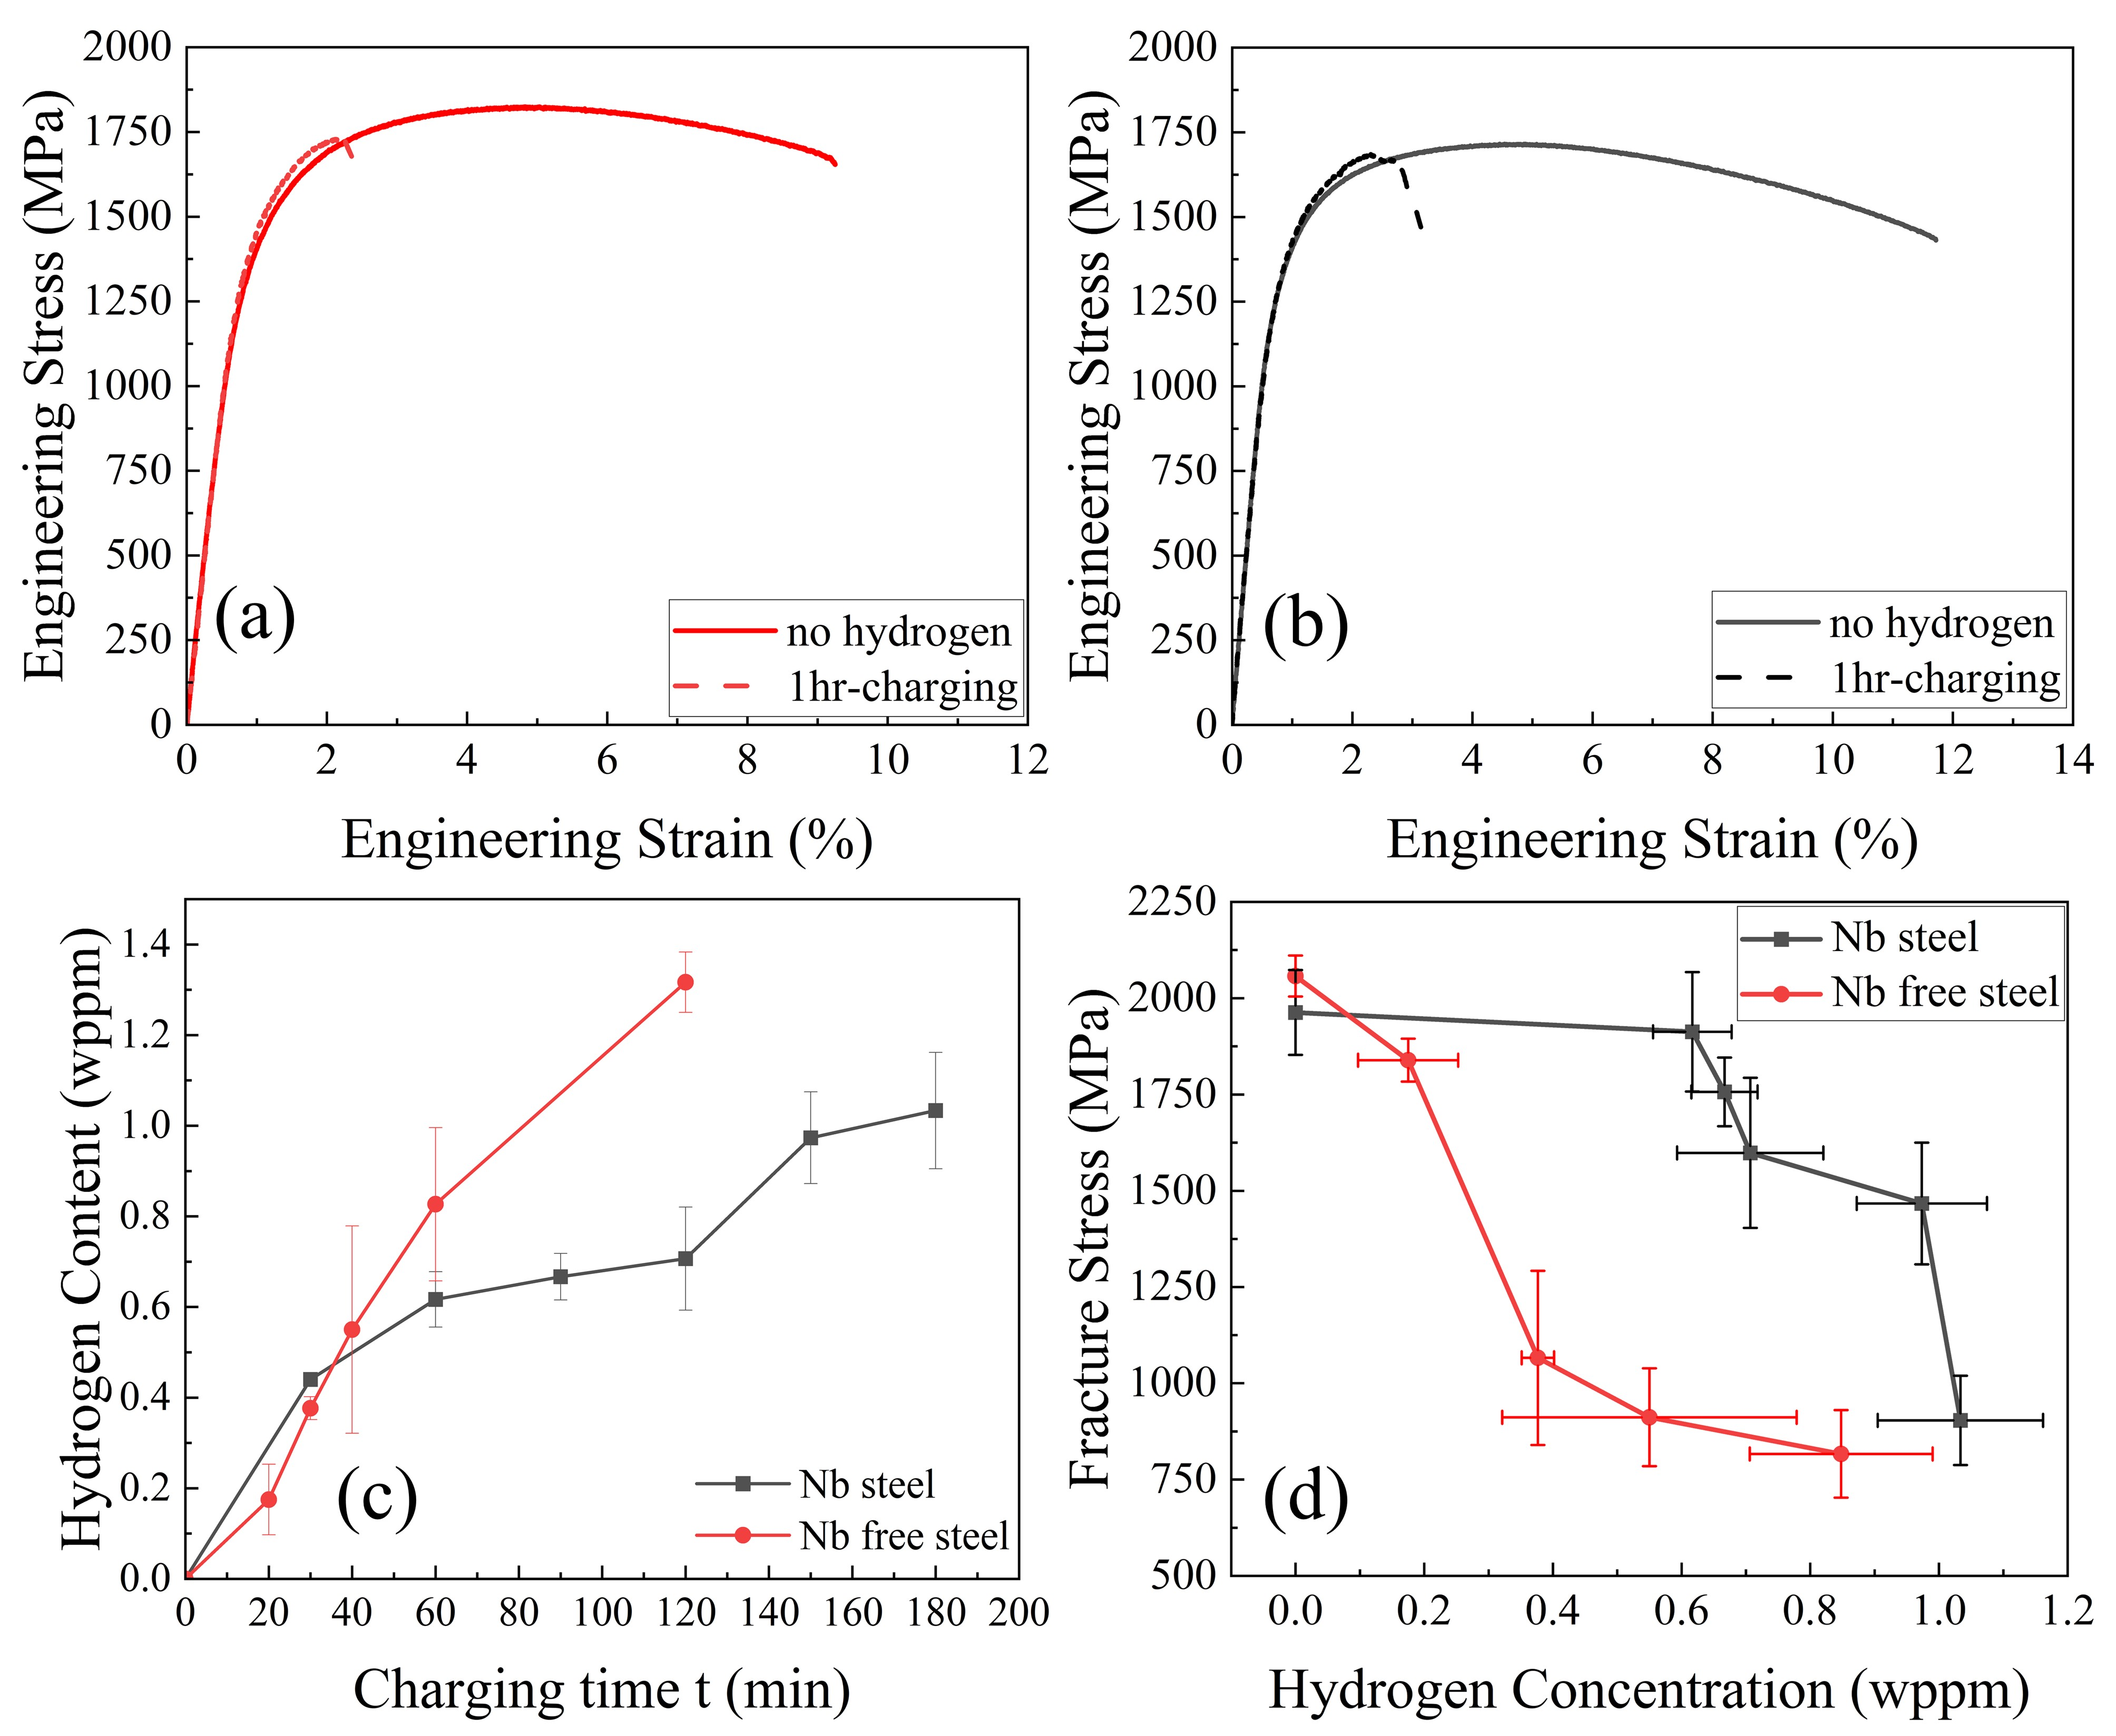 2000
1750
1500
1250
1000
750
500
250
0
Engineering Stress (MPa)
(a)
no hydrogen
1hr-charging
0 2 4 6 8 10 12
Engineering Strain (%)
2000
1750
1500
1250
1000
750
500
250
0
Engineering Stress (MPa)
(b)
no hydrogen
1hr-charging
0 2 4 6 8 10 12 14
Engineering Strain (%)
1.4
1.2
1.0
0.8
0.6
0.4
0.2
0.0
Hydrogen Content (wppm)
(c)
Nb steel
Nb free steel
0 20 40 60 80 100 120 140 160 180 200
Charging time t (min)
2250
2000
1750
1500
1250
1000
750
500
Fracture Stress (MPa)
Nb steel
Nb free steel
(d)
0.0 0.2 0.4 0.6 0.8 1.0 1.2
Hydrogen Concentration (wppm)